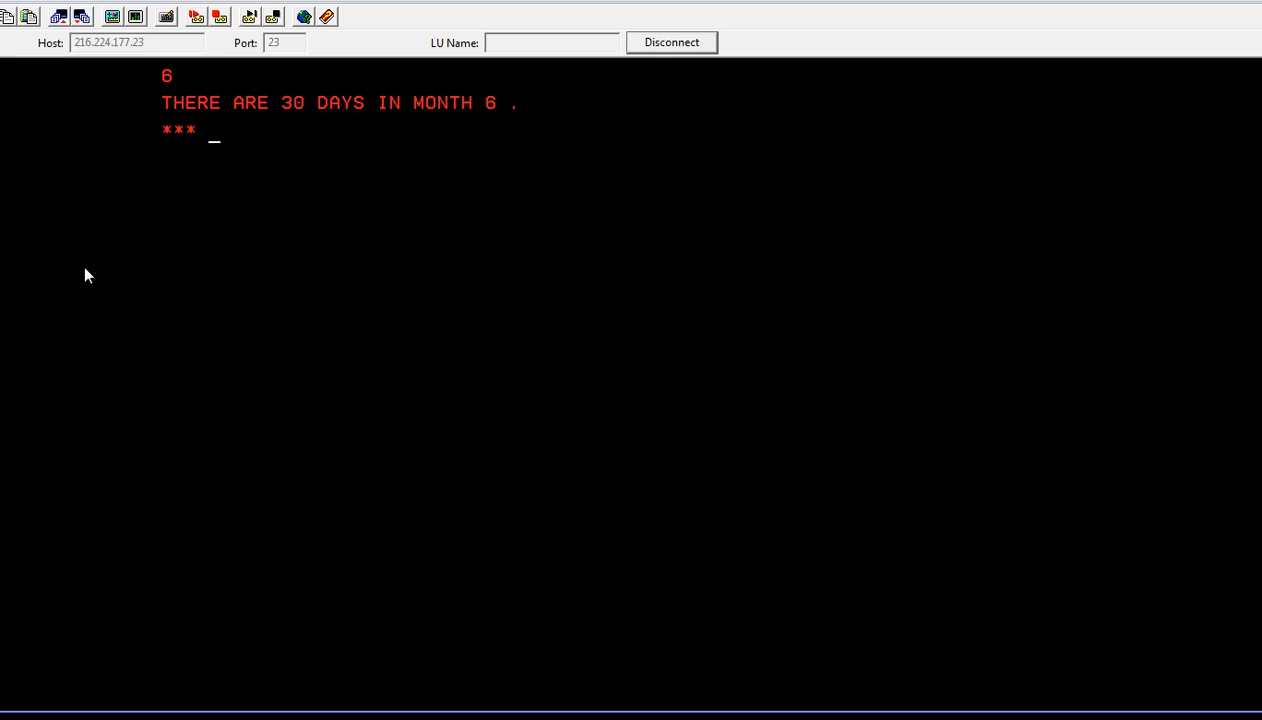 Host: 216.224.177.23 Port: 23 LU Name: Disconnect
6
THERE ARE 30 DAYS IN MONTH 6 .
*** _